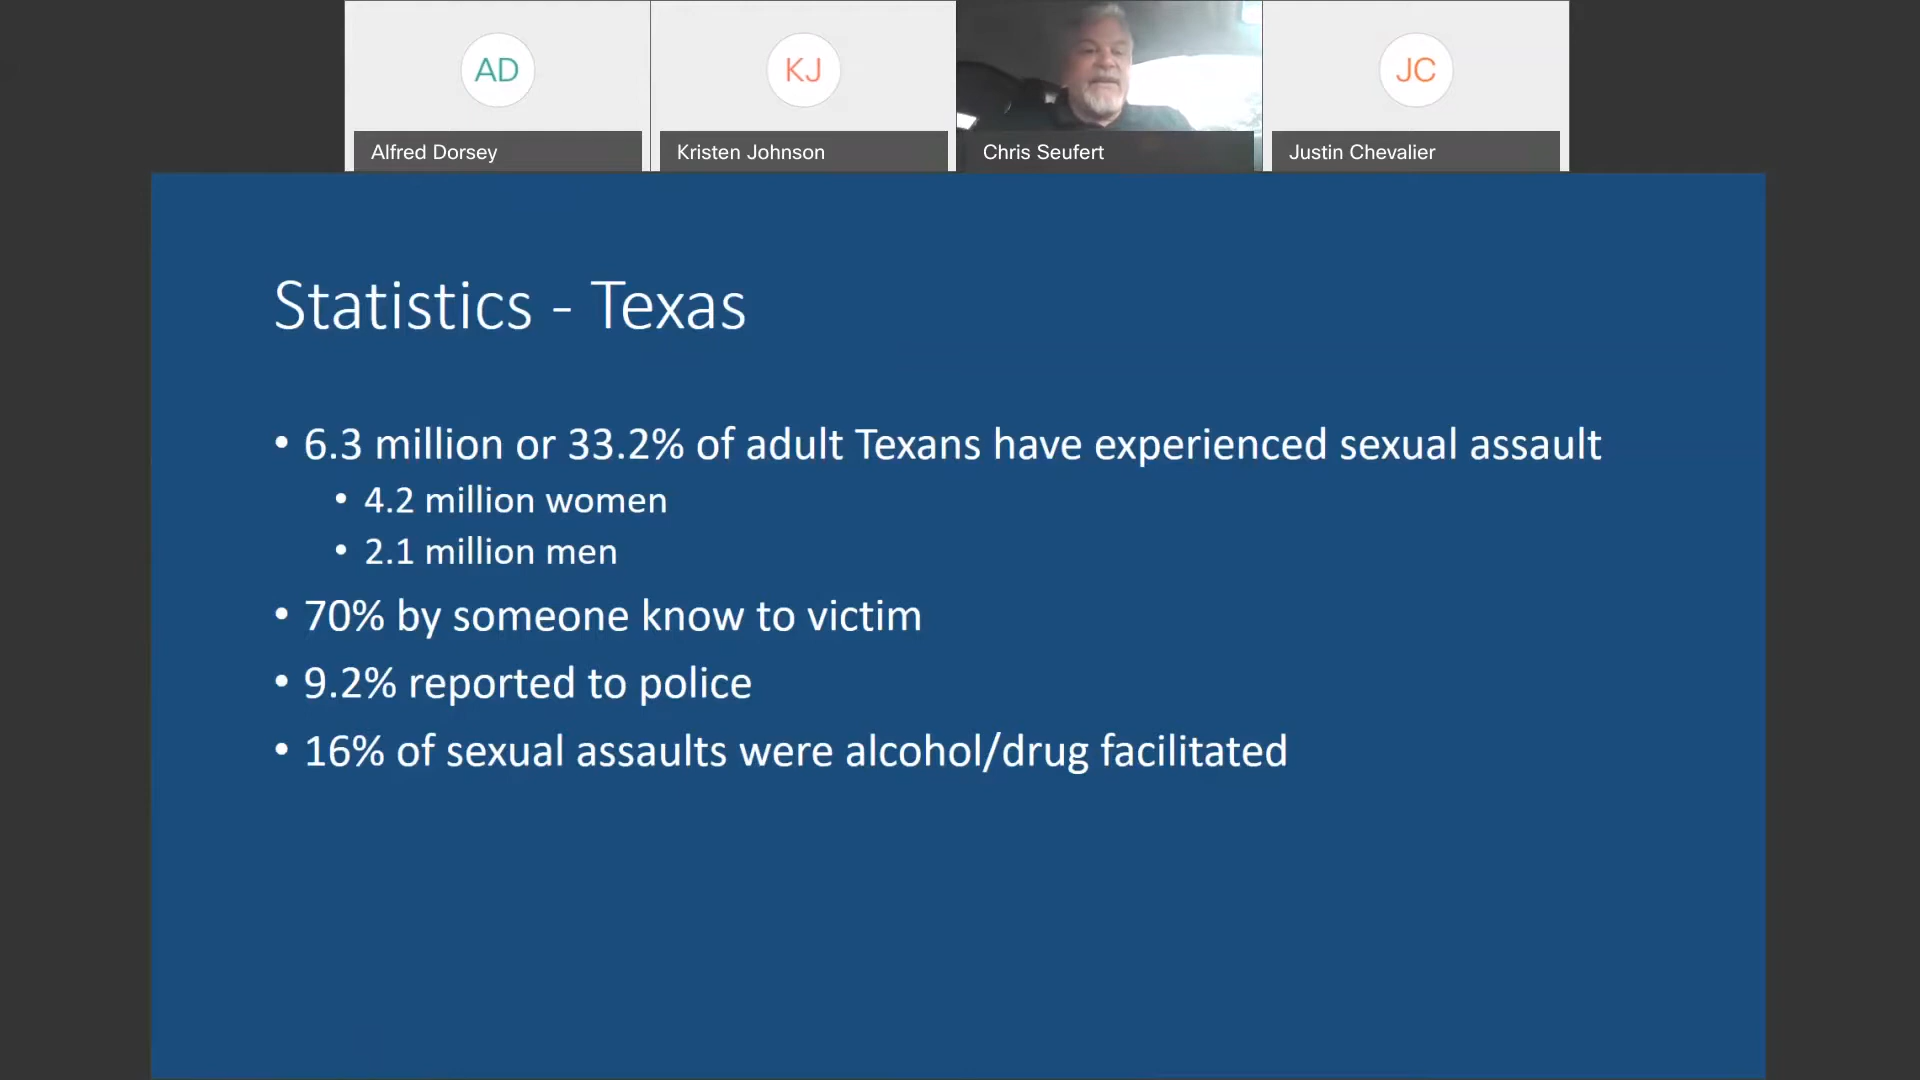 AD
KJ
JC
Alfred Dorsey
Kristen Johnson
Chris Seufert
Justin Chevalier
Statistics - Texas
• 6.3 million or 33.2% of adult Texans have experienced sexual assault
• 4.2 million women
• 2.1 million men
• 70% by someone know to victim
• 9.2% reported to police
• 16% of sexual assaults were alcohol/drug facilitated